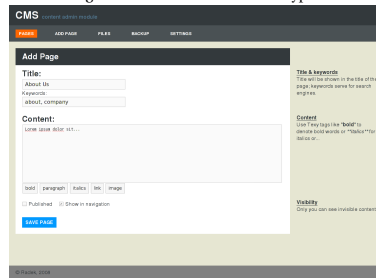 CMS content admin module
PAGES ADD PAGE FILES BACKUP SETTINGS
Add Page
Title:
About Us
Keywords
about, company
Content:
Lorem ipsum dolor sit...
bold paragraph italics link image
Published Show in navigation
SAVE PAGE
Title & keywords
Title will be shown in the title of the
page; keywords serve for search
engines.
Content
Use Texy tags like "bold" to
denote bold words or "italics" for
italics or..
Visibility
Only you can see invisible content
2008